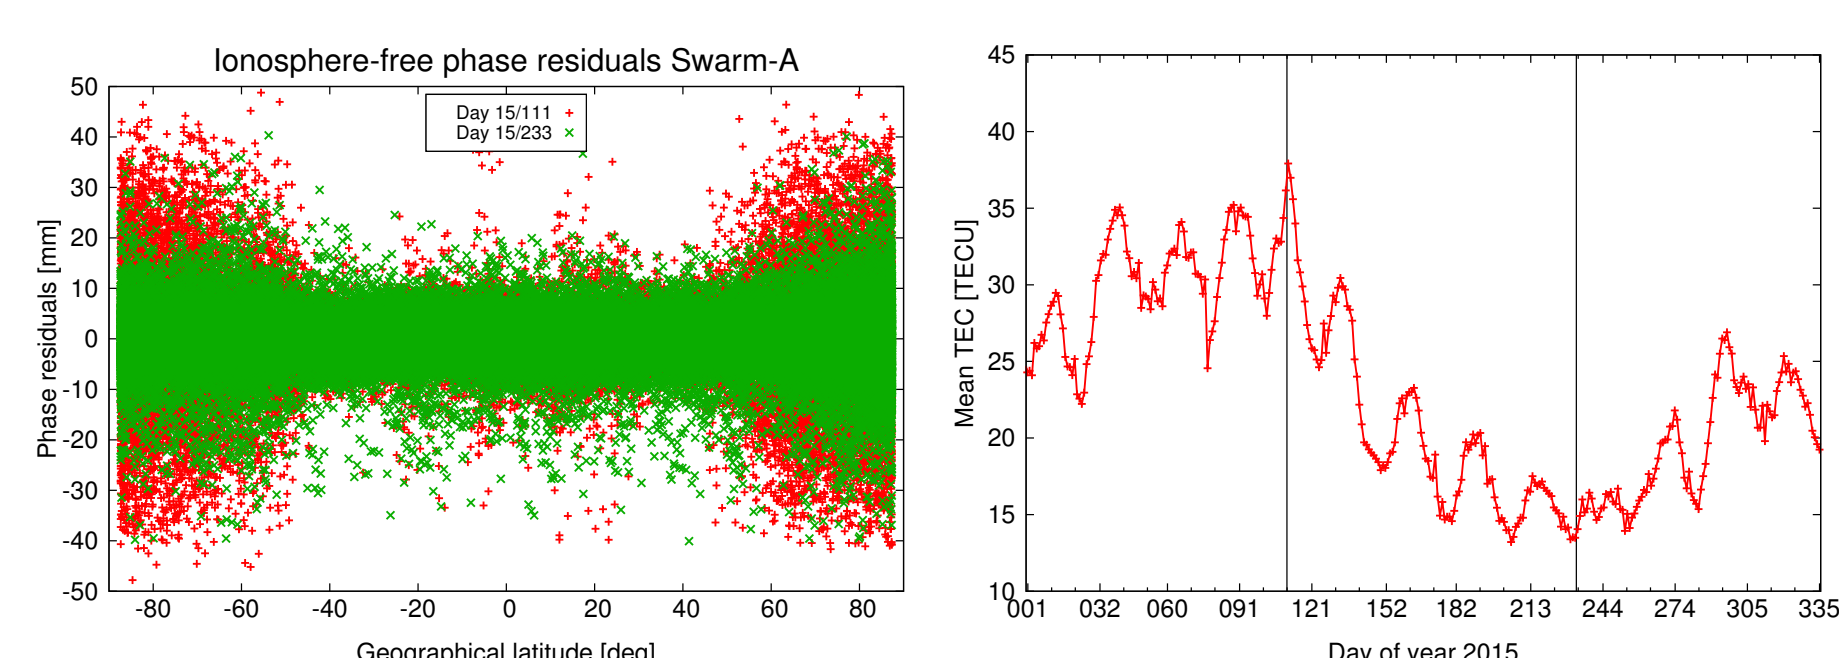 Ionosphere-free phase residuals Swarm-A
Day 15/111
Day 15/233
Phase residuals [mm]
50
40
30
20
10
0
-10
-20
-30
-40
-50
-80 -60 -40 -20 0 20 40 60 80
Geographical latitude [deg]
Mean TEC [TECU]
45
40
35
30
25
20
15
10
001 032 060 091 121 152 182 213 244 274 305 335
Day of year 2015